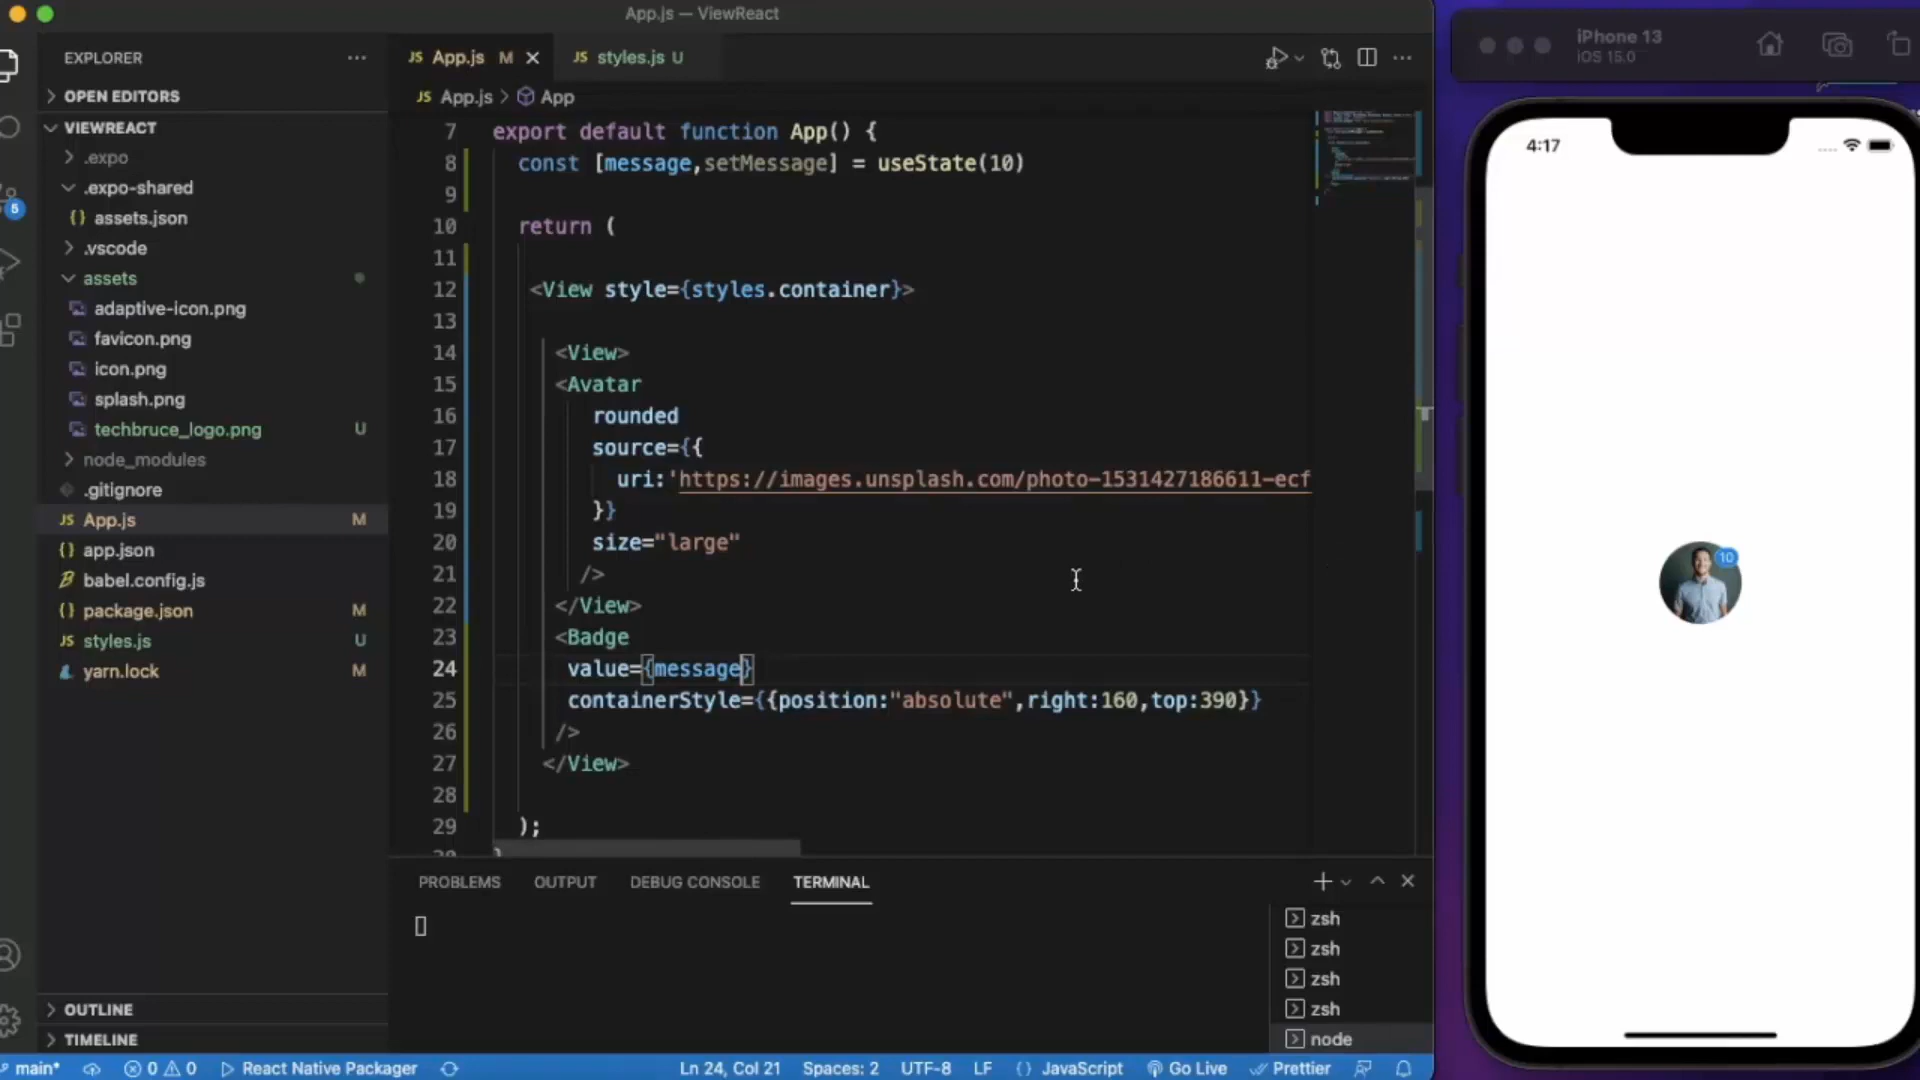 App.js — ViewReact
EXPLORER
OPEN EDITORS
VIEWREACT
.expo
.expo-shared
{} assets.json
.vscode
assets
adaptive-icon.png
favicon.png
icon.png
splash.png
techbruce_logo.png U
node_modules
.gitignore
JS App.js M
{} app.json
babel.config.js
{} package.json M
JS styles.js U
yarn.lock M
OUTLINE
TIMELINE
5
JS App.js M
JS styles.js U
JS App.js > App
7 export default function App() {
8 const [message,setMessage] = useState(10)
9
10 return (
11
12 <View style={styles.container}>
13
14 <View>
15 <Avatar
16 rounded
17 source={{
18 uri:'https://images.unsplash.com/photo-1531427186611-ecf
19 }}
20 size="large"
21 />
22 </View>
23 <Badge
24 value={message}
25 containerStyle={{position:"absolute",right:160,top:390}}
26 />
27 </View>
28
29 );
PROBLEMS OUTPUT DEBUG CONSOLE TERMINAL
zsh
zsh
zsh
zsh
node
main* 0 0 React Native Packager Ln 24, Col 21 Spaces: 2 UTF-8 LF {} JavaScript Go Live Prettier
iPhone 13
iOS 15.0
4:17
10